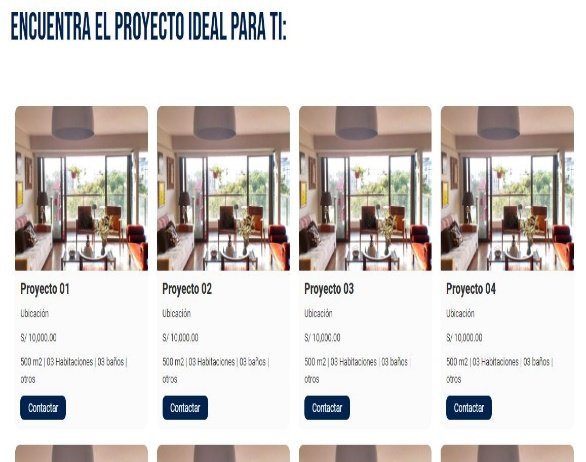 ENCUENTRA EL PROYECTO IDEAL PARA TI:
Proyecto 01
Ubicación
S/ 10,000.00
500 m2 | 03 Habitaciones | 03 baños |
otros
Contactar
Proyecto 02
Ubicación
S/ 10,000.00
500 m2 | 03 Habitaciones | 03 baños |
otros
Contactar
Proyecto 03
Ubicación
S/ 10,000.00
500 m2 | 03 Habitaciones | 03 baños |
otros
Contactar
Proyecto 04
Ubicación
S/ 10,000.00
500 m2 | 03 Habitaciones | 03 baños |
otros
Contactar